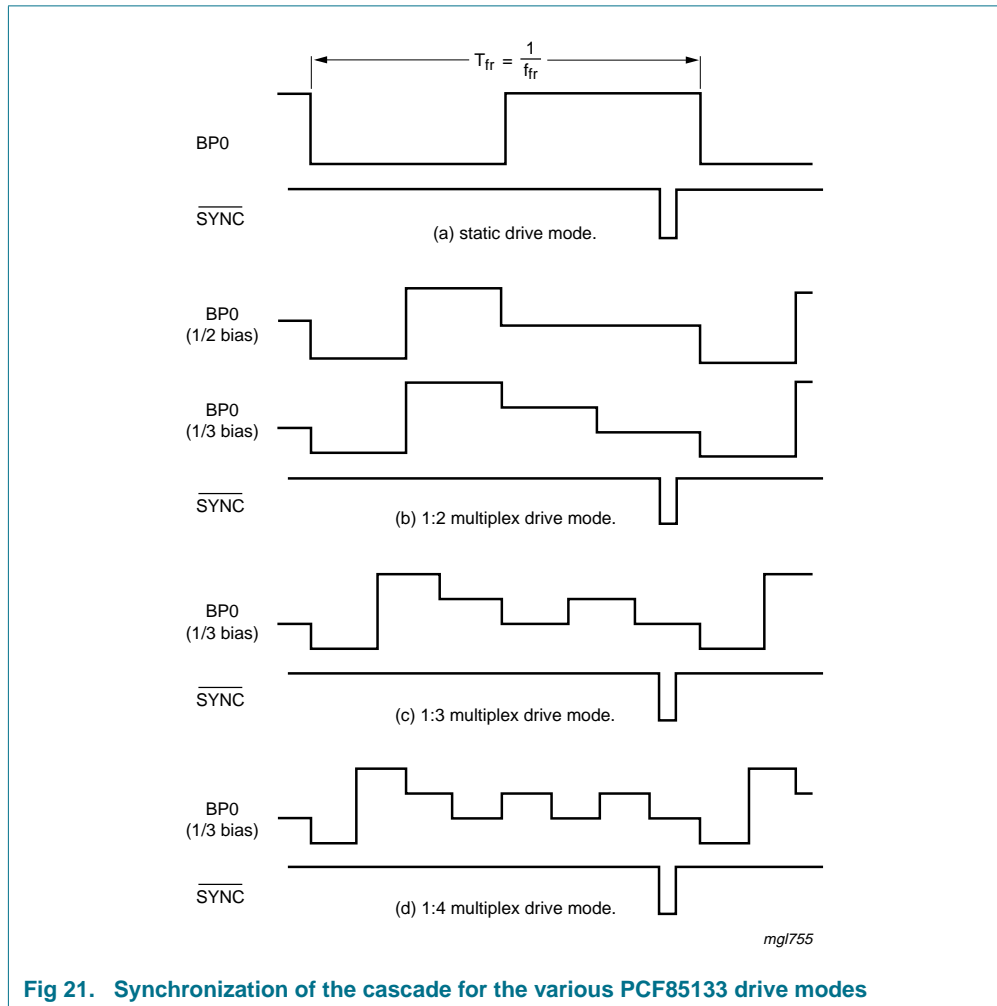 T_fr = 1/f_fr
BP0
SYNC
(a) static drive mode.
BP0
(1/2 bias)
BP0
(1/3 bias)
SYNC
(b) 1:2 multiplex drive mode.
BP0
(1/3 bias)
SYNC
(c) 1:3 multiplex drive mode.
BP0
(1/3 bias)
SYNC
(d) 1:4 multiplex drive mode.
mgl755
Fig 21. Synchronization of the cascade for the various PCF85133 drive modes